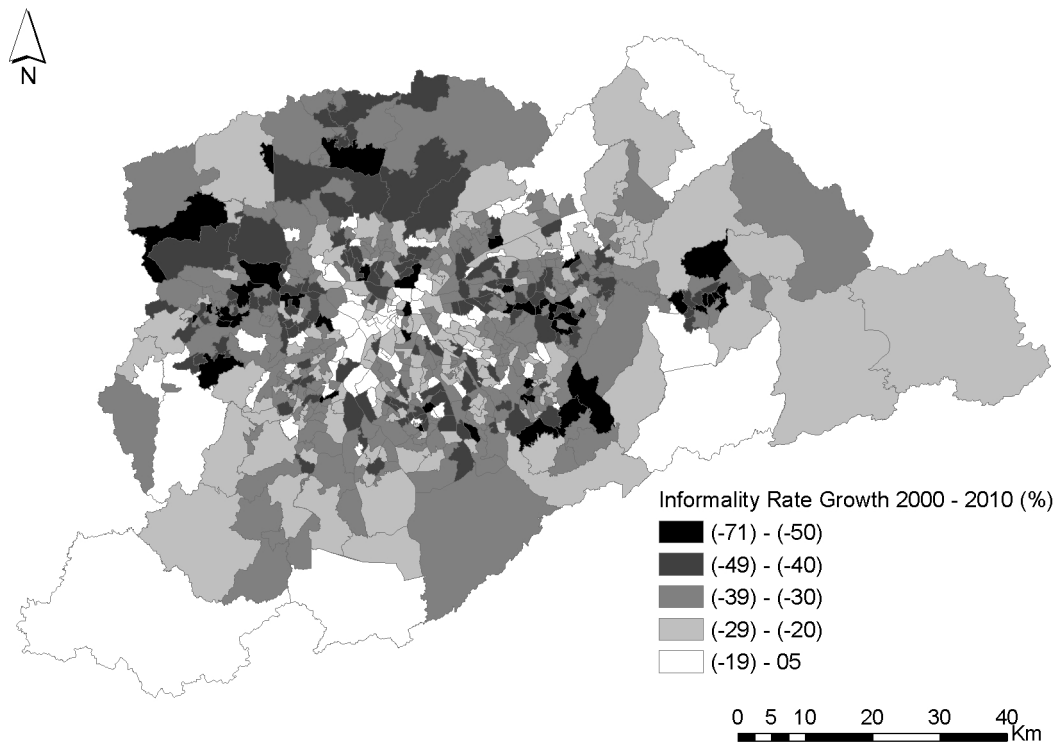 N
Informality Rate Growth 2000 - 2010 (%)
(-71) - (-50)
(-49) - (-40)
(-39) - (-30)
(-29) - (-20)
(-19) - 05
0 5 10 20 30 40
Km